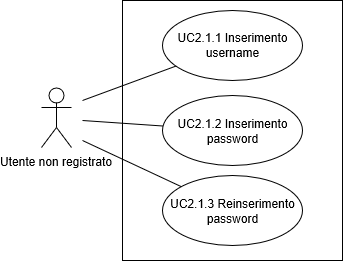 UC2.1.1 Inserimento
username
UC2.1.2 Inserimento
password
Utente non registrato
UC2.1.3 Reinserimento
password